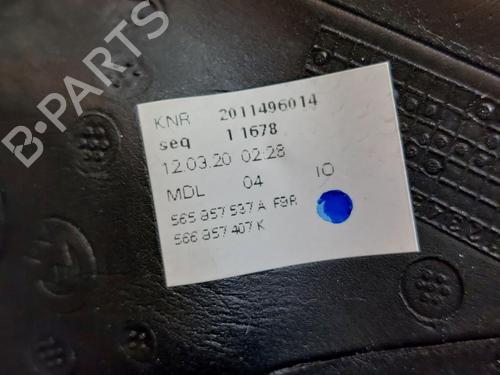 KNR 2011496014
seq 1 1678
12.03.20 02:28
MDL 04 IO
565 857 537 A F9R
566 857 407 K